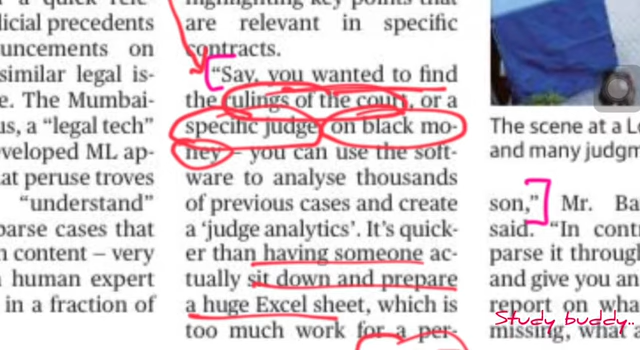 a quick rele-
dicial precedents
uncements on
similar legal is-
e. The Mumbai-
us, a “legal tech”
veloped ML ap-
at peruse troves
“understand”
parse cases that
n content – very
human expert
in a fraction of
highlighting key points that
are relevant in specific
contracts.
“Say, you wanted to find
the rulings of the court, or a
specific judge, on black mo-
ney – you can use the soft-
ware to analyse thousands
of previous cases and create
a ‘judge analytics’. It’s quick-
er than having someone ac-
tually sit down and prepare
a huge Excel sheet, which is
too much work for a per-
The scene at a Lo
and many judgm
son,” Mr. Ba
said. “In contr
parse it through
and give you an
report on what
missing, what a
Study buddy..